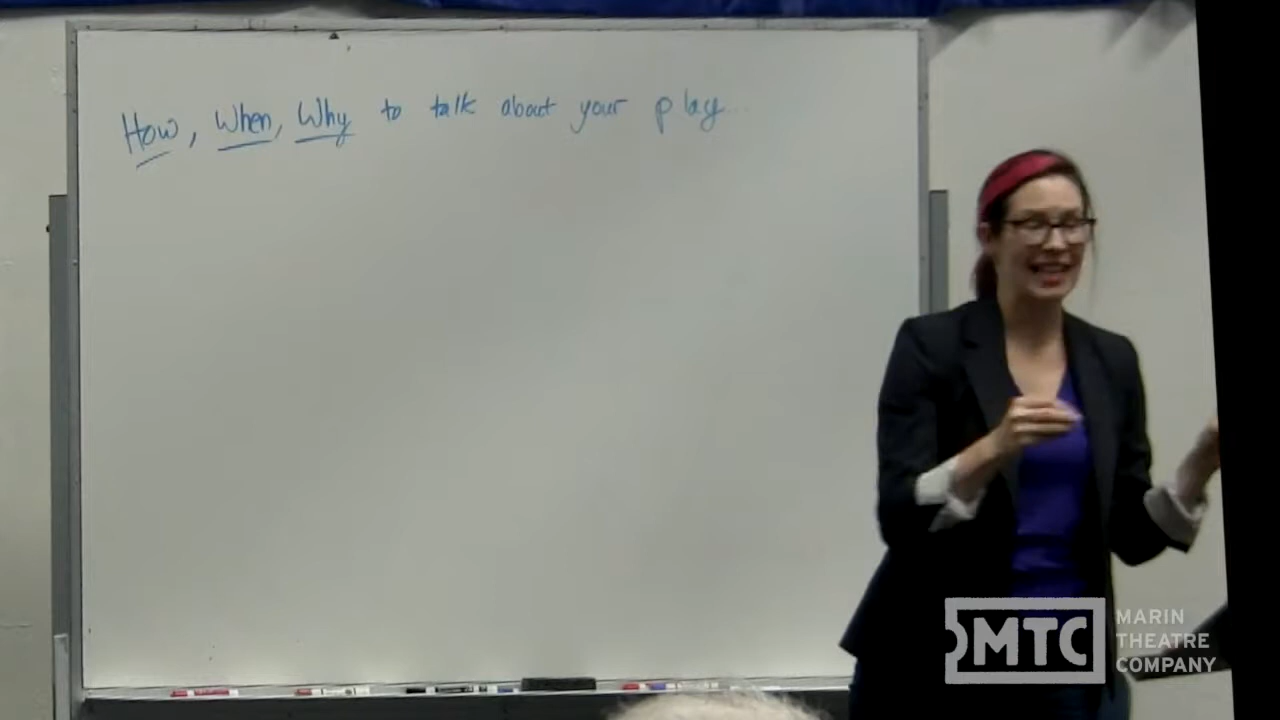 How, When, Why to talk about your play...
MTC
MARIN
THEATRE
COMPANY